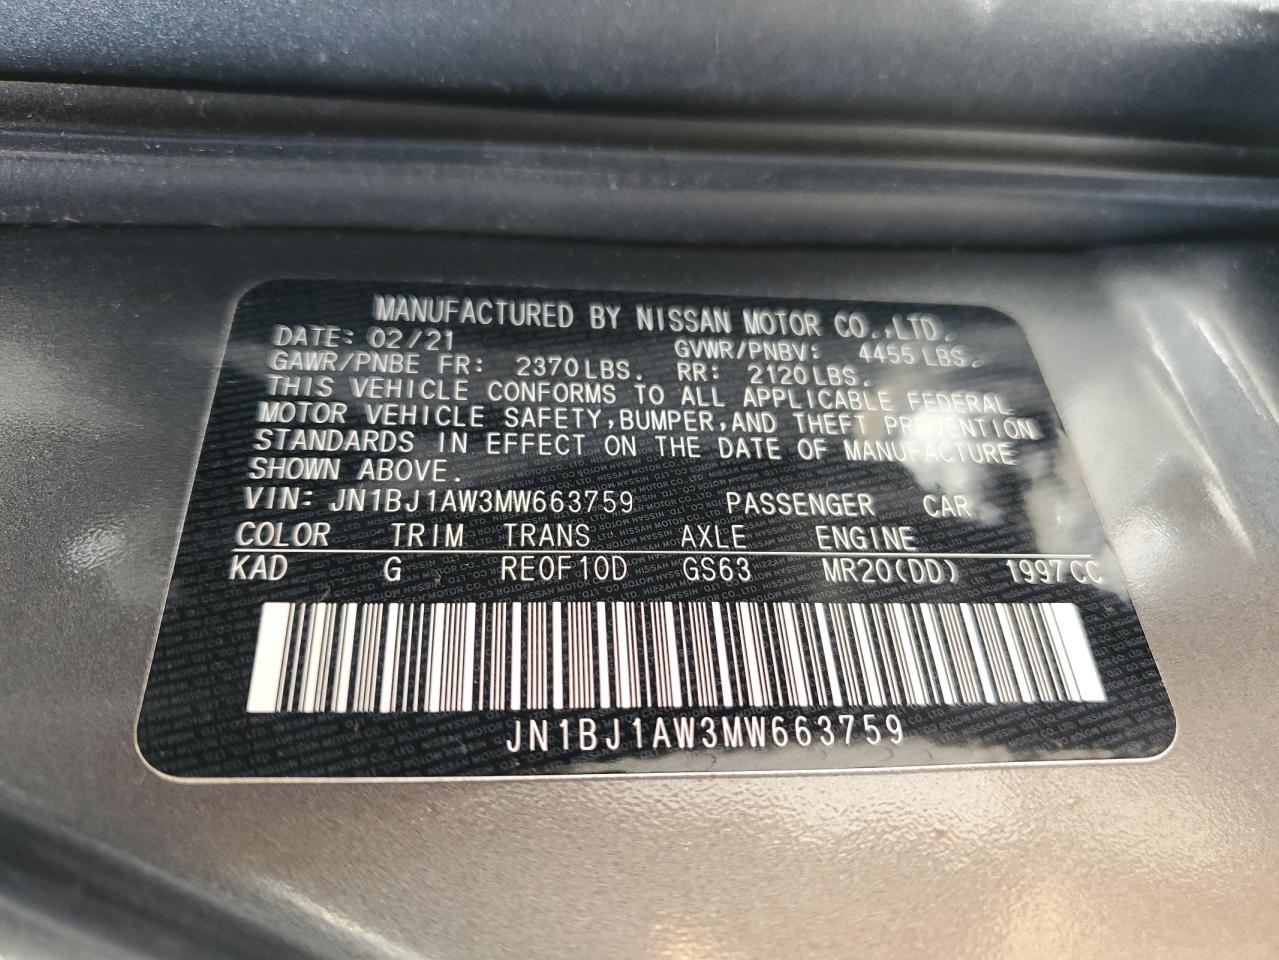 MANUFACTURED BY NISSAN MOTOR CO.,LTD.
DATE: 02/21 GVWR/PNBV: 4455LBS.
GAWR/PNBE FR: 2370LBS. RR: 2120LBS.
THIS VEHICLE CONFORMS TO ALL APPLICABLE FEDERAL
MOTOR VEHICLE SAFETY,BUMPER,AND THEFT PREVENTION
STANDARDS IN EFFECT ON THE DATE OF MANUFACTURE
SHOWN ABOVE.
VIN: JN1BJ1AW3MW663759 PASSENGER CAR
COLOR TRIM TRANS AXLE ENGINE
KAD G RE0F10D GS63 MR20(DD) 1997CC
JN1BJ1AW3MW663759